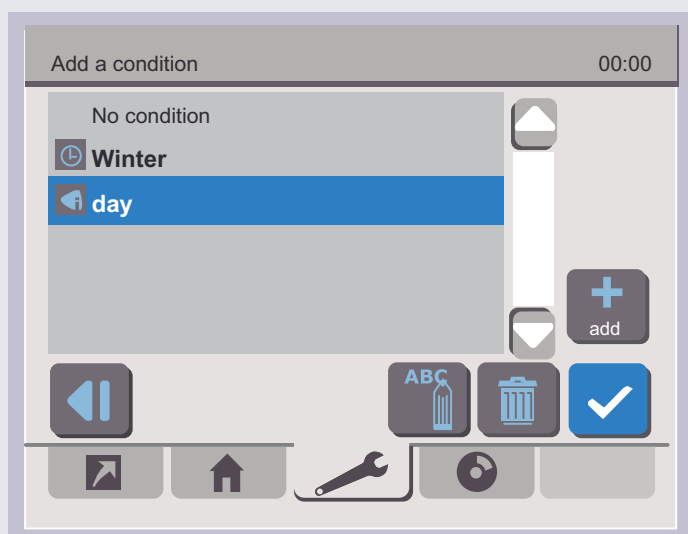 Add a condition 00:00
No condition
Winter
day
add
ABC